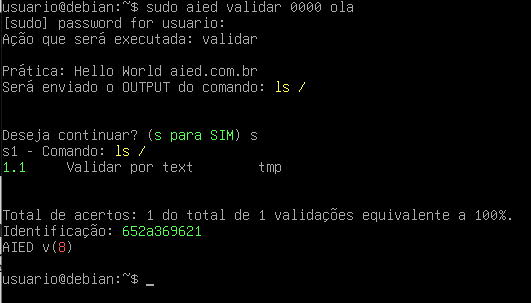 usuario@debian:~$ sudo aied validar 0000 ola
[sudo] password for usuario:
Ação que será executada: validar
Prática: Hello World aied.com.br
Será enviado o OUTPUT do comando: ls /
Deseja continuar? (s para SIM) s
s1 - Comando: ls /
1.1 Validar por text tmp
Total de acertos: 1 do total de 1 validações equivalente a 100%.
Identificação: 652a369621
AIED v(8)
usuario@debian:~$ _